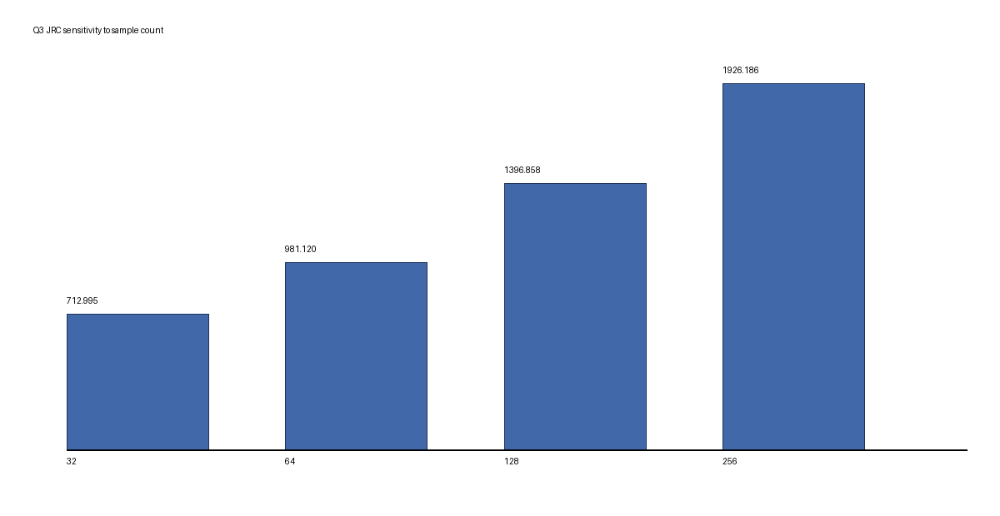 Q3 JRC sensitivity to sample count
1926.186
1396.858
981.120
712.995
32 64 128 256